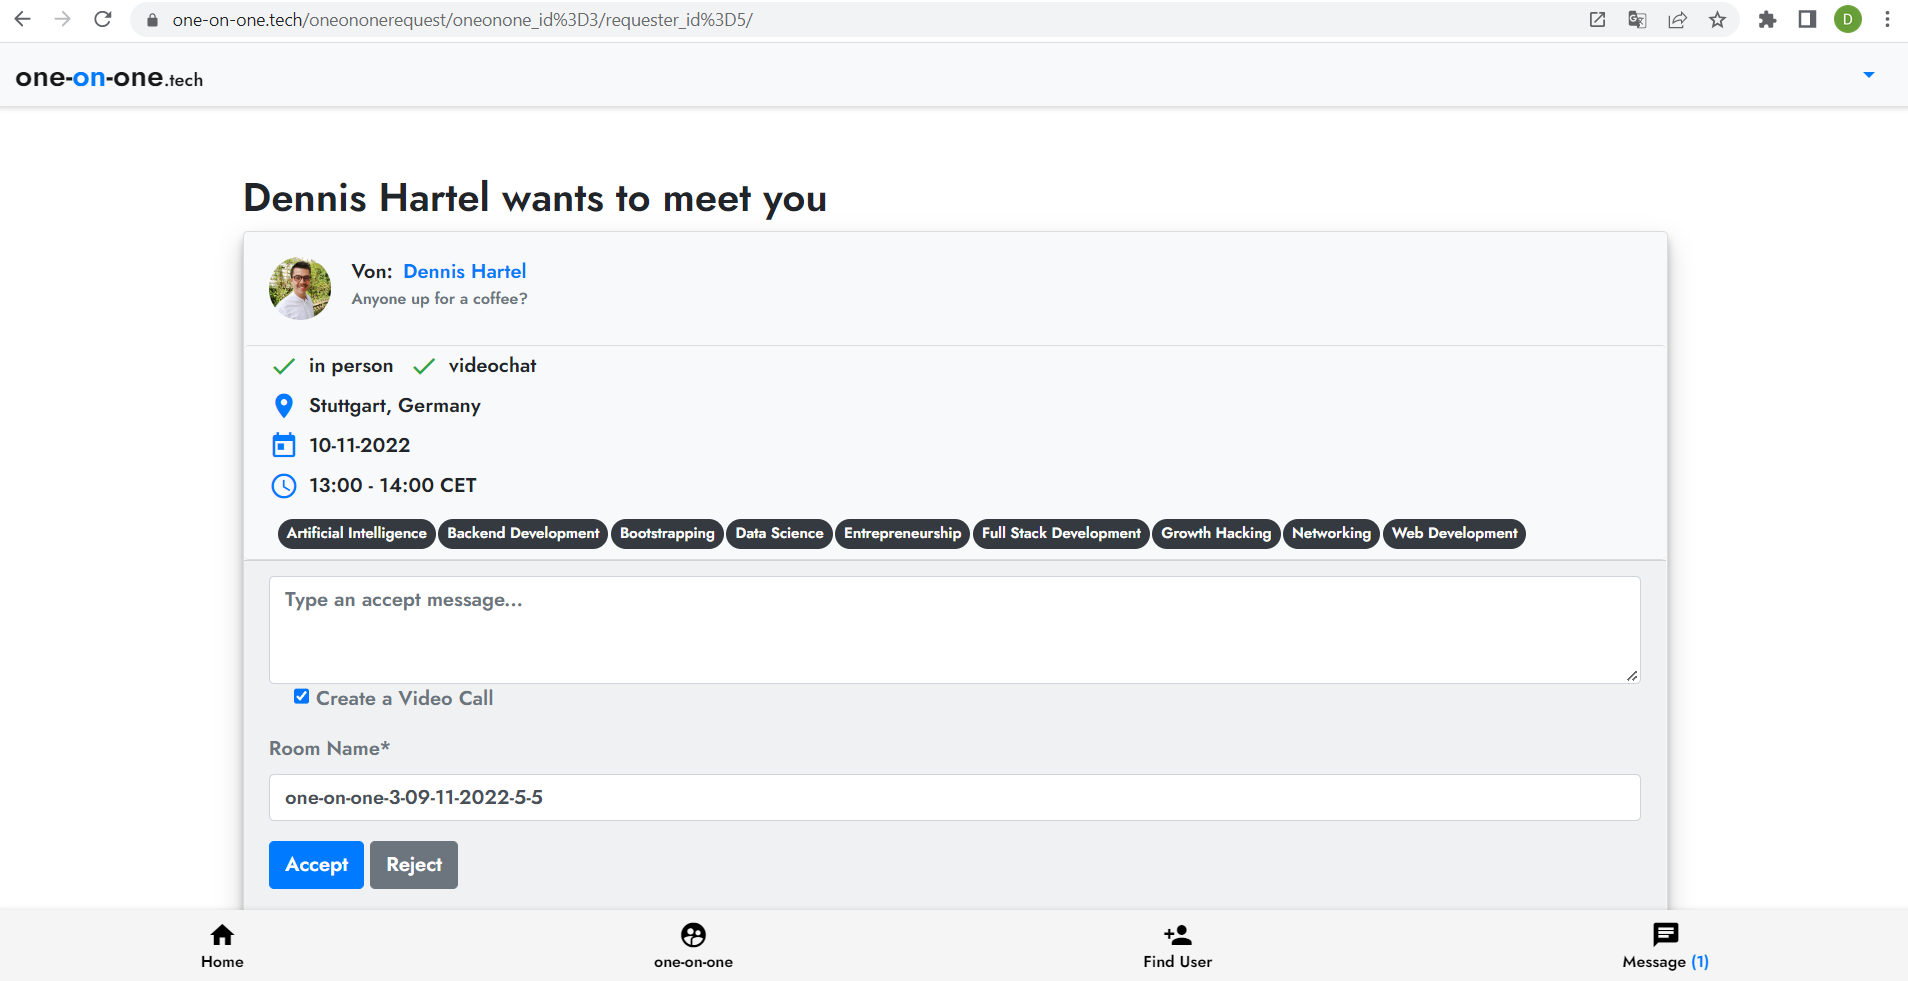 one-on-one.tech/oneononerequest/oneonone_id%3D3/requester_id%3D5/
D
one-on-one.tech
Dennis Hartel wants to meet you
Von: Dennis Hartel
Anyone up for a coffee?
in person videochat
Stuttgart, Germany
10-11-2022
13:00 - 14:00 CET
Artificial Intelligence Backend Development Bootstrapping Data Science Entrepreneurship Full Stack Development Growth Hacking Networking Web Development
Type an accept message...
Create a Video Call
Room Name*
one-on-one-3-09-11-2022-5-5
Accept Reject
Home one-on-one Find User Message (1)